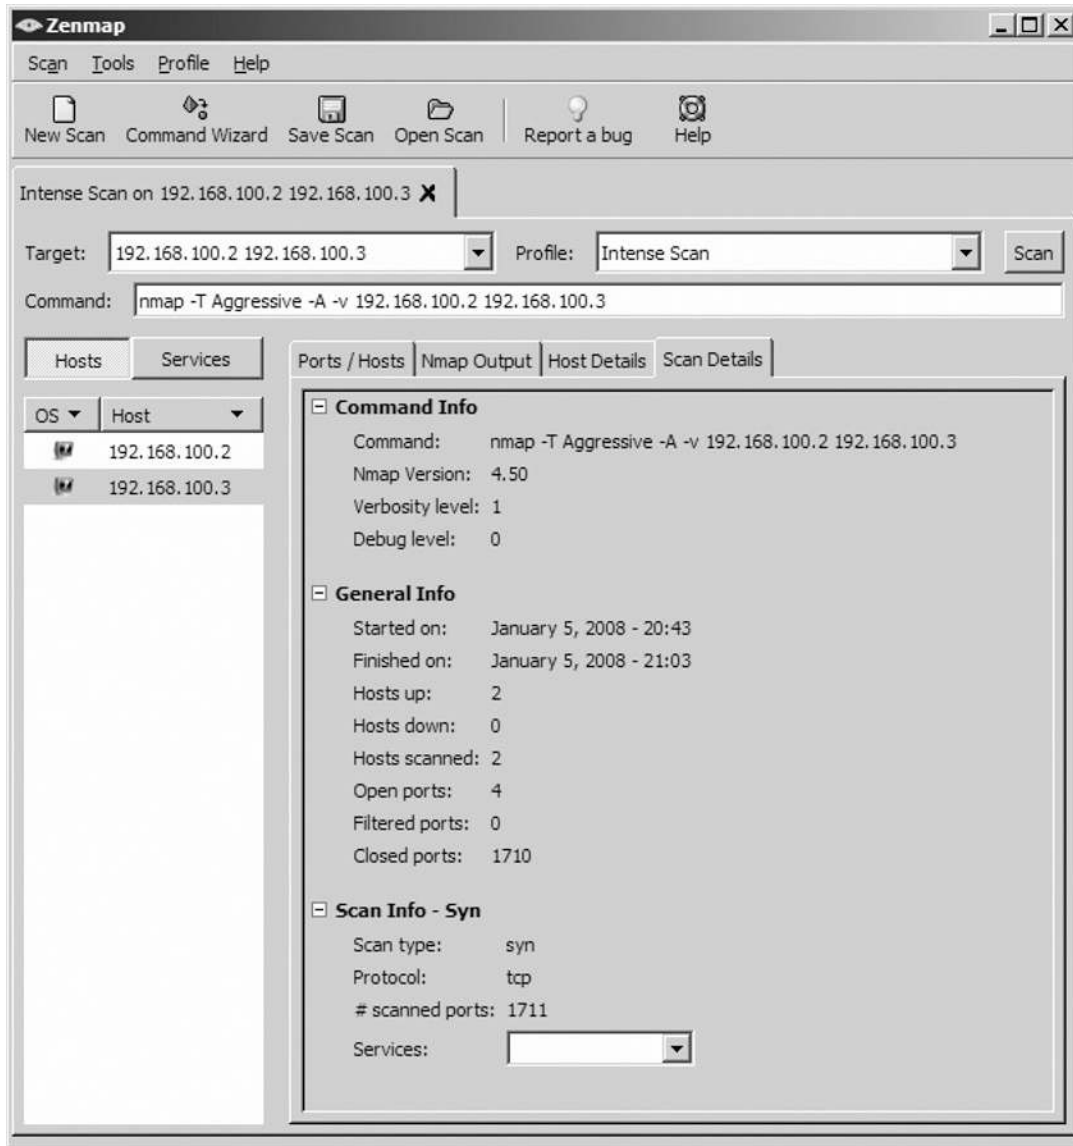 Zenmap
Scan Tools Profile Help
New Scan Command Wizard Save Scan Open Scan Report a bug Help
Intense Scan on 192.168.100.2 192.168.100.3
Target: 192.168.100.2 192.168.100.3 Profile: Intense Scan Scan
Command: nmap -T Aggressive -A -v 192.168.100.2 192.168.100.3
Hosts Services
OS Host
192.168.100.2
192.168.100.3
Ports / Hosts Nmap Output Host Details Scan Details
Command Info
Command: nmap -T Aggressive -A -v 192.168.100.2 192.168.100.3
Nmap Version: 4.50
Verbosity level: 1
Debug level: 0
General Info
Started on: January 5, 2008 - 20:43
Finished on: January 5, 2008 - 21:03
Hosts up: 2
Hosts down: 0
Hosts scanned: 2
Open ports: 4
Filtered ports: 0
Closed ports: 1710
Scan Info - Syn
Scan type: syn
Protocol: tcp
# scanned ports: 1711
Services: